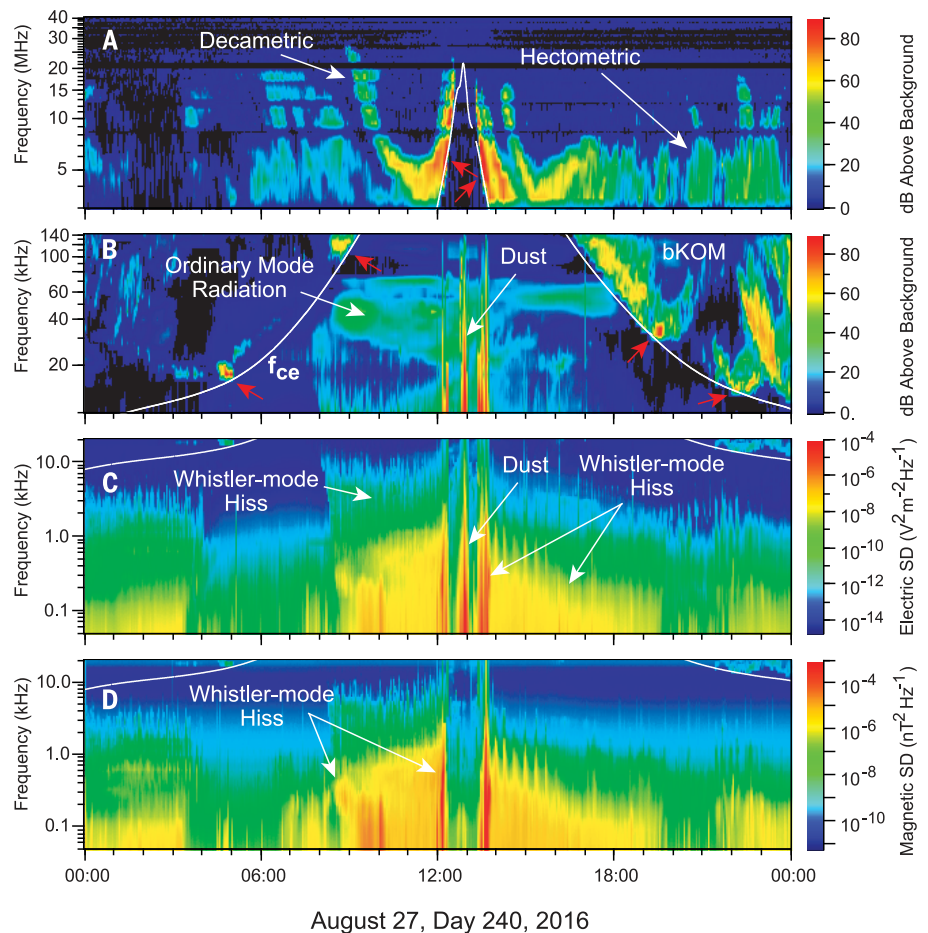 A
Frequency (MHz)
40
30
20
15
10
5
Decametric
Hectometric
dB Above Background
80
60
40
20
0
B
Frequency (kHz)
140
100
60
40
20
Ordinary Mode
Radiation
fce
Dust
bKOM
dB Above Background
80
60
40
20
0.
C
Frequency (kHz)
10.0
1.0
0.1
Whistler-mode
Hiss
Dust
Whistler-mode
Hiss
Electric SD (V²m⁻²Hz⁻¹)
10⁻⁴
10⁻⁶
10⁻⁸
10⁻¹⁰
10⁻¹²
10⁻¹⁴
D
Frequency (kHz)
10.0
1.0
0.1
Whistler-mode
Hiss
Magnetic SD (nT² Hz⁻¹)
10⁻⁴
10⁻⁶
10⁻⁸
10⁻¹⁰
00:00 06:00 12:00 18:00 00:00
August 27, Day 240, 2016